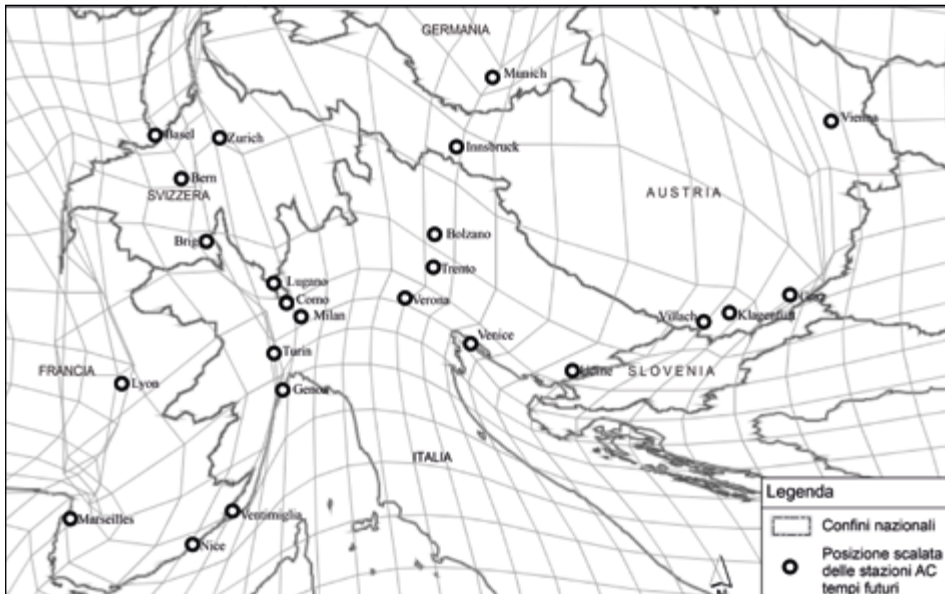 GERMANIA
Munich
Vienna
Basel
Zurich
Innsbruck
Bern
SVIZZERA
AUSTRIA
Brig
Bolzano
Trento
Lugano
Como
Verona
Milan
Villach
Klagenfurt
Venice
Turin
FRANCIA
Lyon
Genoa
Udine
SLOVENIA
ITALIA
Marseilles
Ventimiglia
Nice
Legenda
Confini nazionali
Posizione scalata
delle stazioni AC
tempi futuri